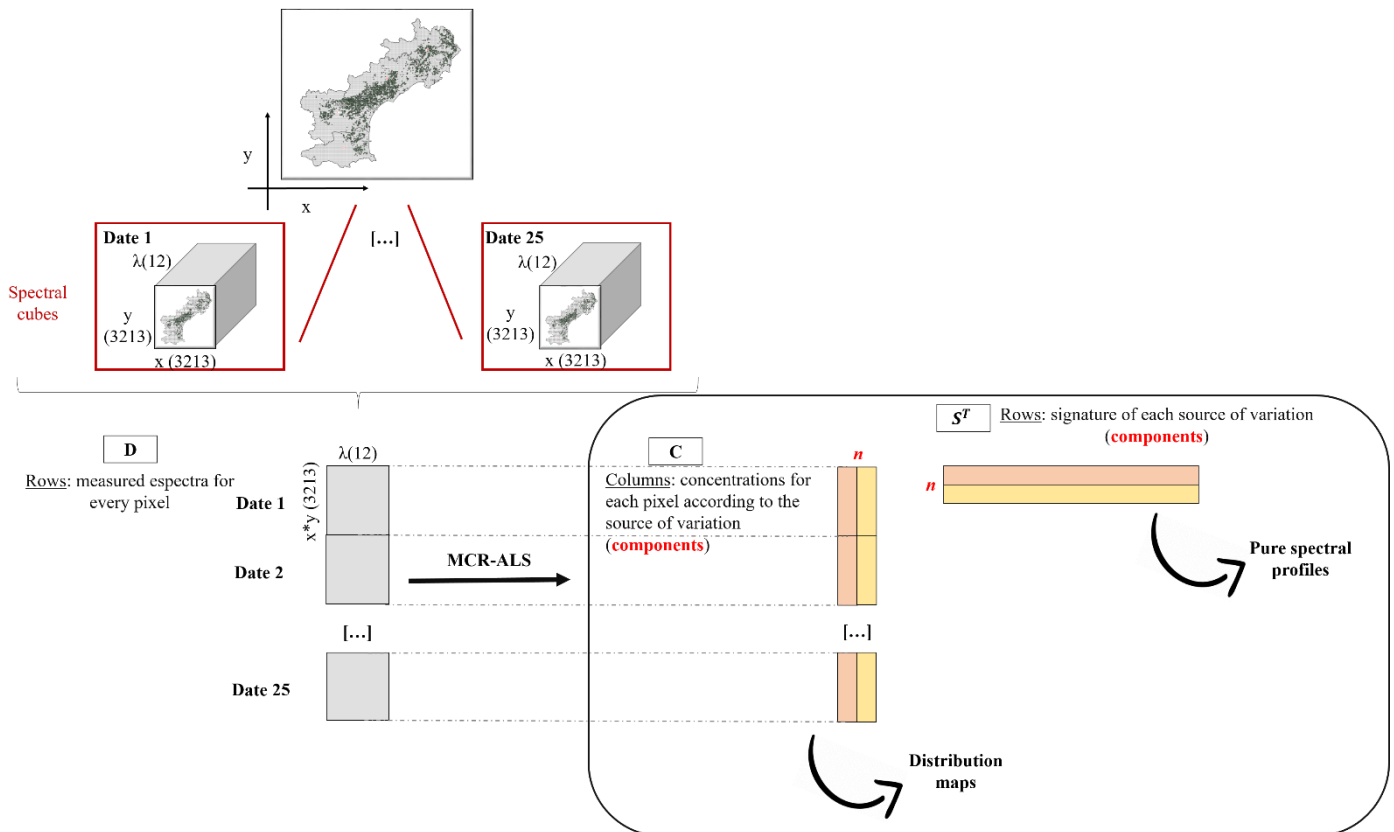 y
x
Date 1
λ(12)
y
(3213)
x (3213)
[...]
Date 25
λ(12)
y
(3213)
x (3213)
Spectral
cubes
D
Rows: measured espectra for
every pixel
λ(12)
x*y (3213)
Date 1
Date 2
[...]
Date 25
MCR-ALS
C
Columns: concentrations for
each pixel according to the
source of variation
(components)
n
[...]
Distribution
maps
Sᵀ
Rows: signature of each source of variation
(components)
n
Pure spectral
profiles